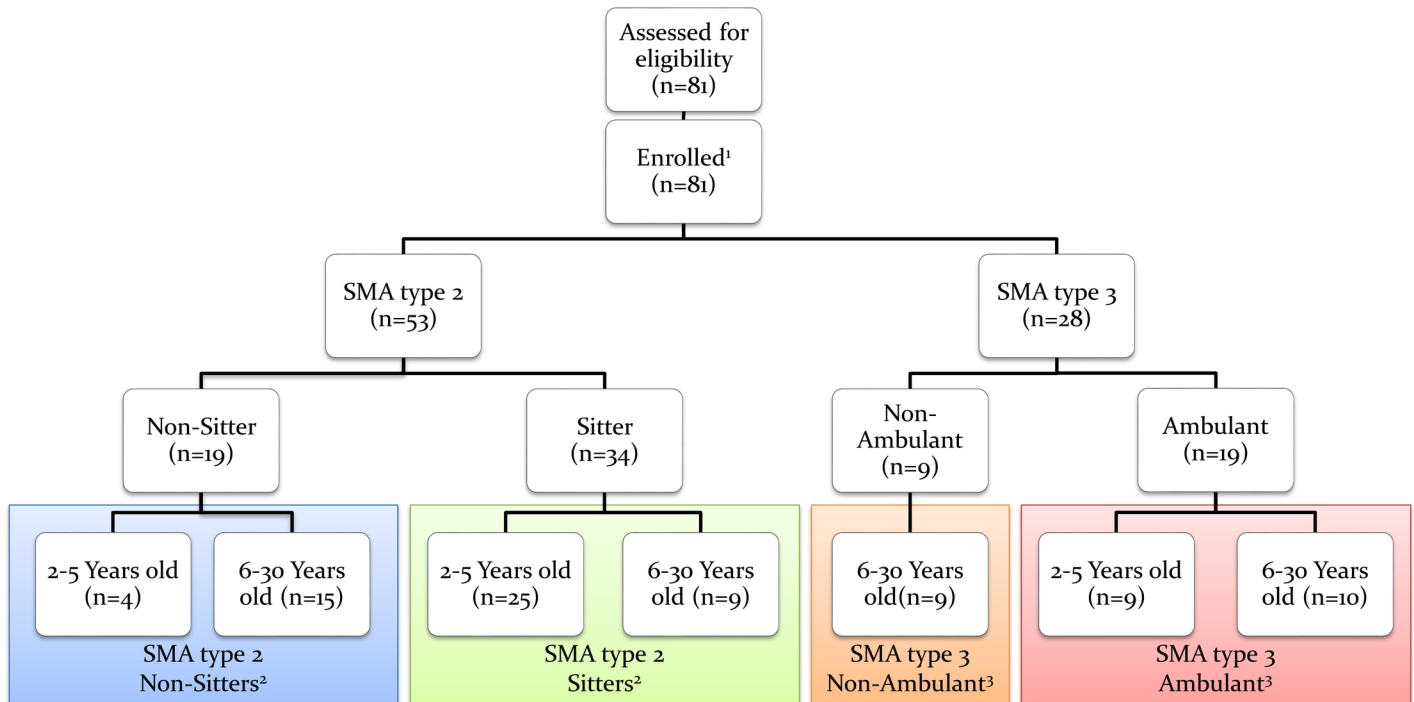 Assessed for
eligibility
(n=81)
Enrolled¹
(n=81)
SMA type 2
(n=53)
SMA type 3
(n=28)
Non-Sitter
(n=19)
Sitter
(n=34)
Non-
Ambulant
(n=9)
Ambulant
(n=19)
2-5 Years old
(n=4)
6-30 Years
old (n=15)
2-5 Years old
(n=25)
6-30 Years
old (n=9)
6-30 Years
old(n=9)
2-5 Years old
(n=9)
6-30 Years
old (n=10)
SMA type 2
Non-Sitters²
SMA type 2
Sitters²
SMA type 3
Non-Ambulant³
SMA type 3
Ambulant³